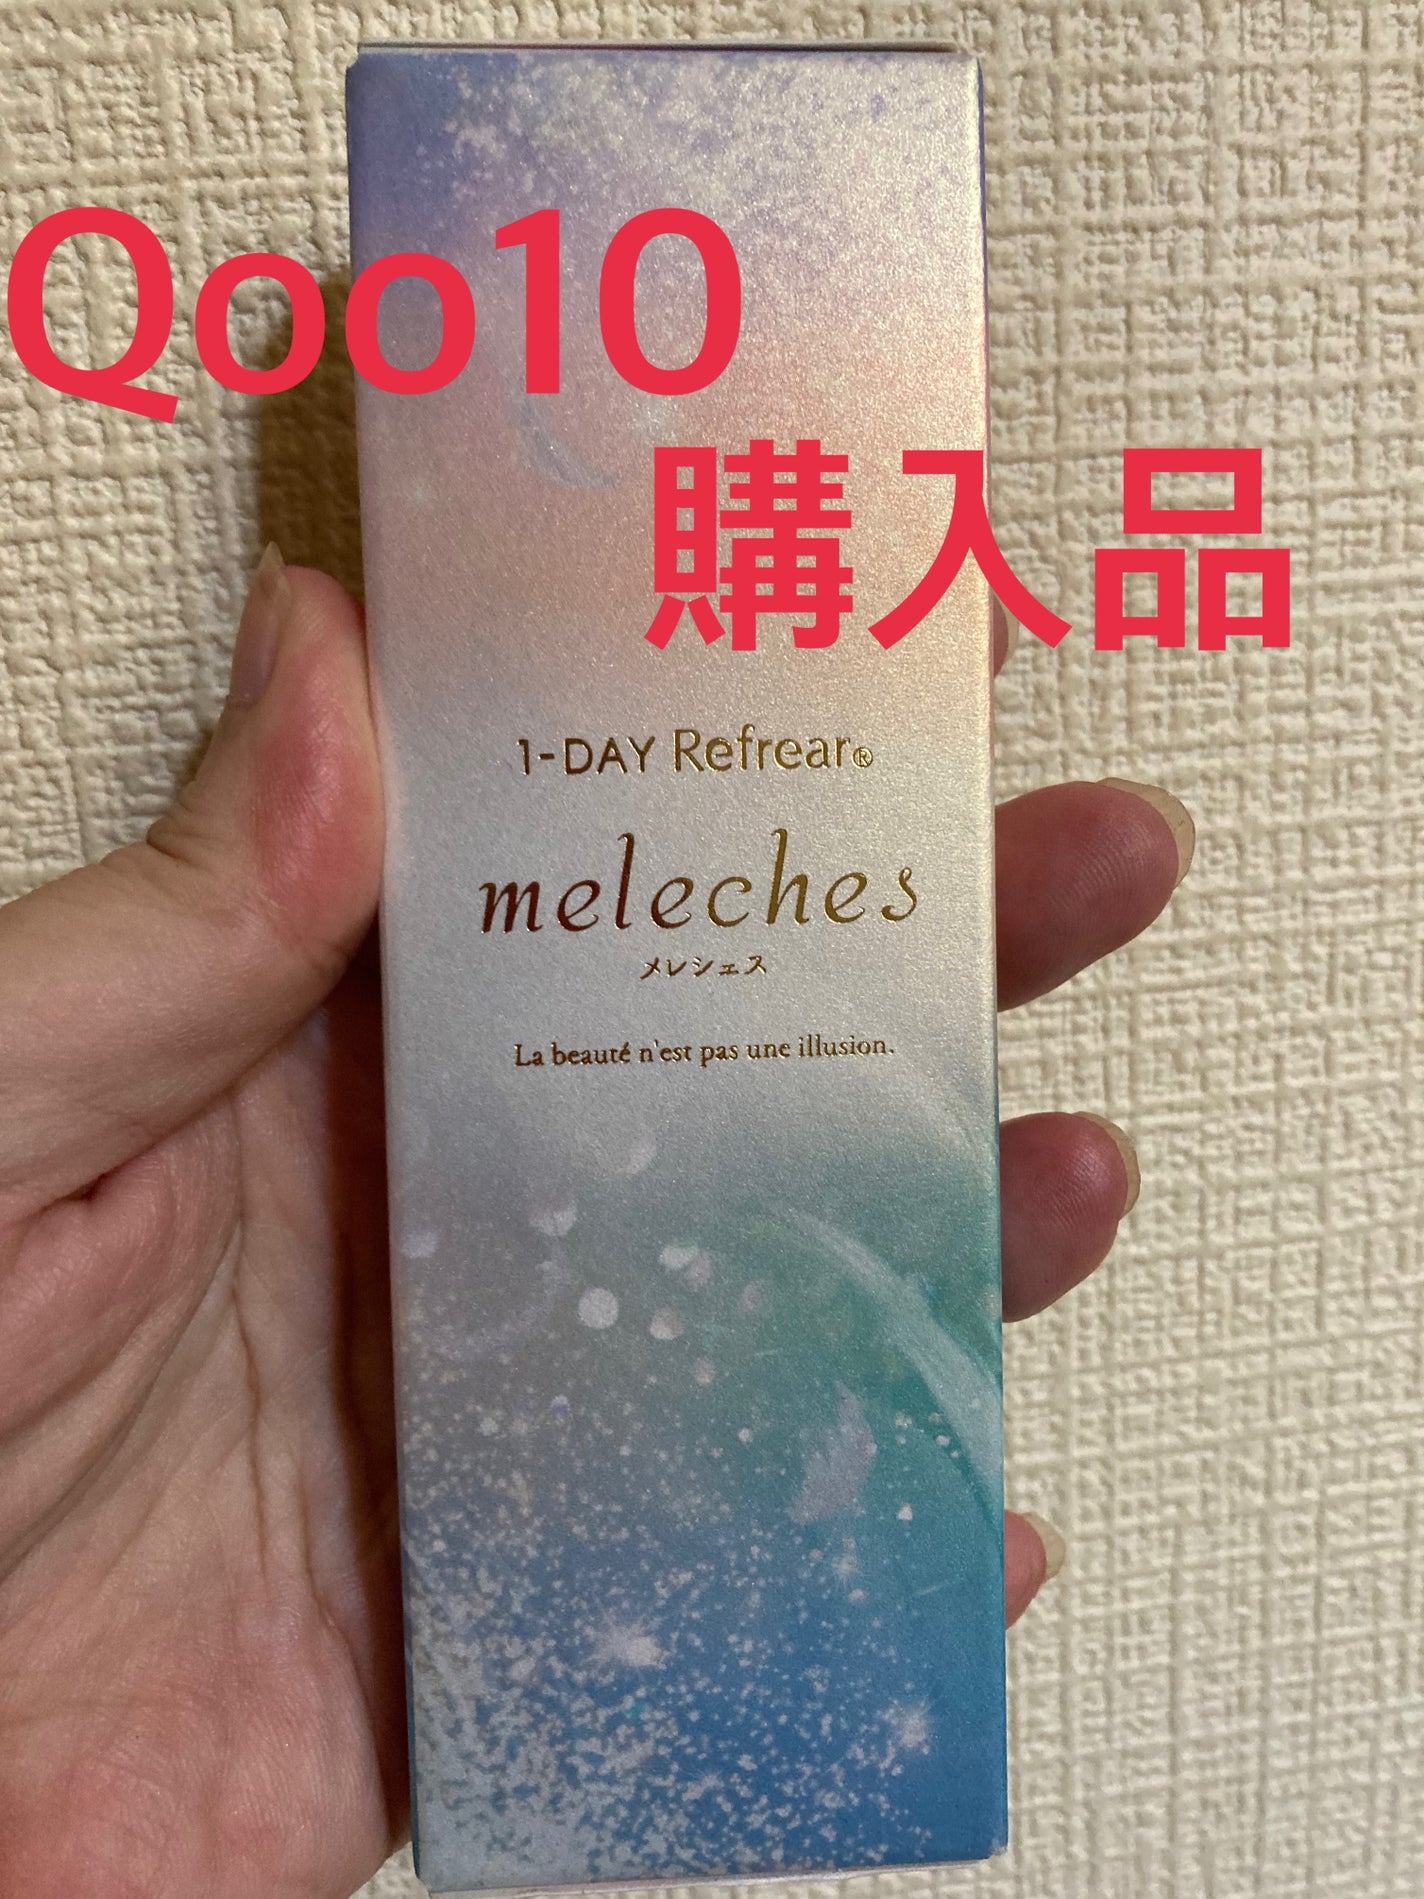 Qoo10
購入品
1-DAY Refrear®
meleches
メレシェス
La beauté n'est pas une illusion.